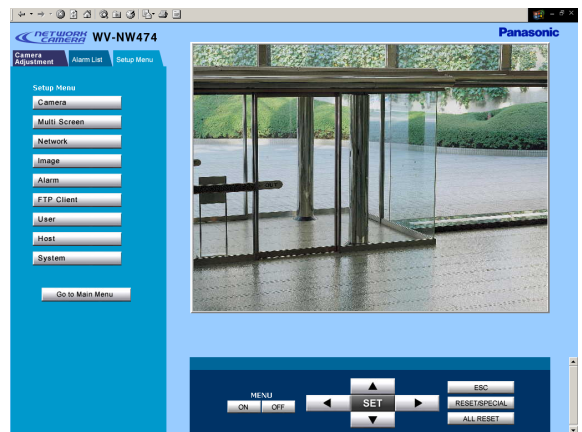 NETWORK CAMERA WV-NW474
Panasonic
Camera Adjustment
Alarm List
Setup Menu
Setup Menu
Camera
Multi Screen
Network
Image
Alarm
FTP Client
User
Host
System
Go to Main Menu
OUT
MENU
ON
OFF
SET
ESC
RESET/SPECIAL
ALL RESET